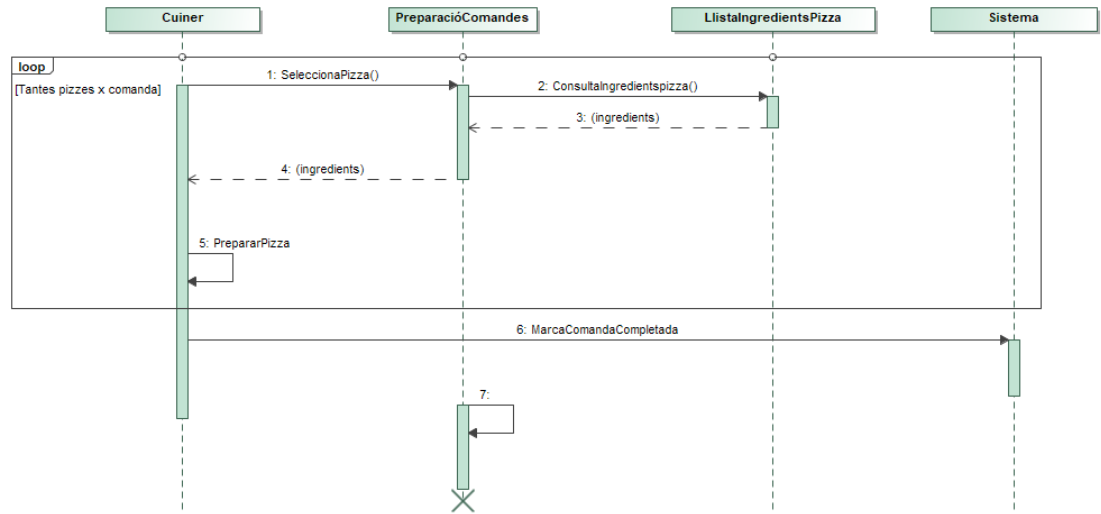 Cuiner
PreparacióComandes
LlistaIngredientsPizza
Sistema
loop
[Tantes pizzes x comanda]
1: SeleccionaPizza()
2: ConsultaIngredientspizza()
3: (ingredients)
4: (ingredients)
5: PrepararPizza
6: MarcaComandaCompletada
7: